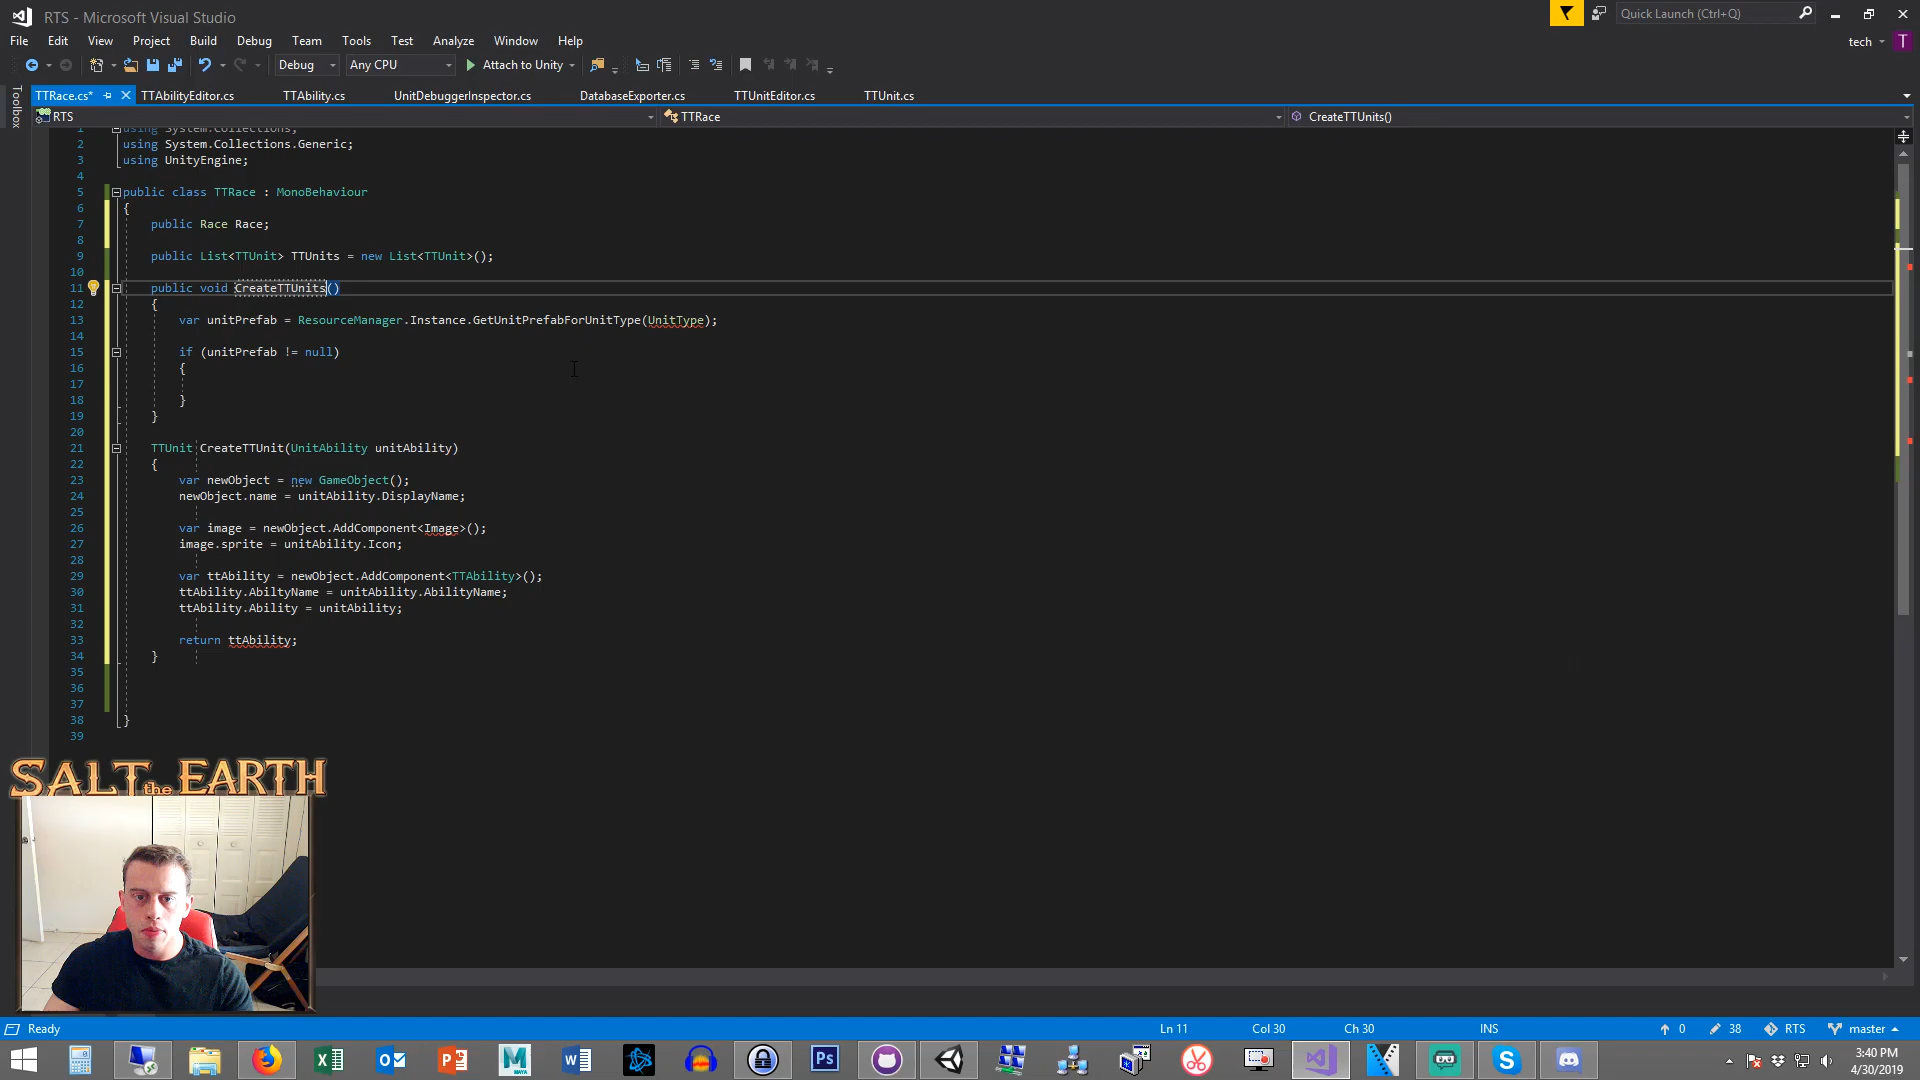 RTS - Microsoft Visual Studio
Quick Launch (Ctrl+Q)
File Edit View Project Build Debug Team Tools Test Analyze Window Help
tech T
Debug Any CPU Attach to Unity
Toolbox
TTRace.cs* TTAbilityEditor.cs TTAbility.cs UnitDebuggerInspector.cs DatabaseExporter.cs TTUnitEditor.cs TTUnit.cs
RTS TTRace CreateTTUnits()
1 using System.Collections;
2 using System.Collections.Generic;
3 using UnityEngine;
4
5 public class TTRace : MonoBehaviour
6 {
7 public Race Race;
8
9 public List<TTUnit> TTUnits = new List<TTUnit>();
10
11 public void CreateTTUnits()
12 {
13 var unitPrefab = ResourceManager.Instance.GetUnitPrefabForUnitType(UnitType);
14
15 if (unitPrefab != null)
16 {
17
18 }
19 }
20
21 TTUnit CreateTTUnit(UnitAbility unitAbility)
22 {
23 var newObject = new GameObject();
24 newObject.name = unitAbility.DisplayName;
25
26 var image = newObject.AddComponent<Image>();
27 image.sprite = unitAbility.Icon;
28
29 var ttAbility = newObject.AddComponent<TTAbility>();
30 ttAbility.AbiltyName = unitAbility.AbilityName;
31 ttAbility.Ability = unitAbility;
32
33 return ttAbility;
34 }
35
36
37
38 }
39
SALT the EARTH
Ready Ln 11 Col 30 Ch 30 INS 0 38 RTS master
3:40 PM
4/30/2019